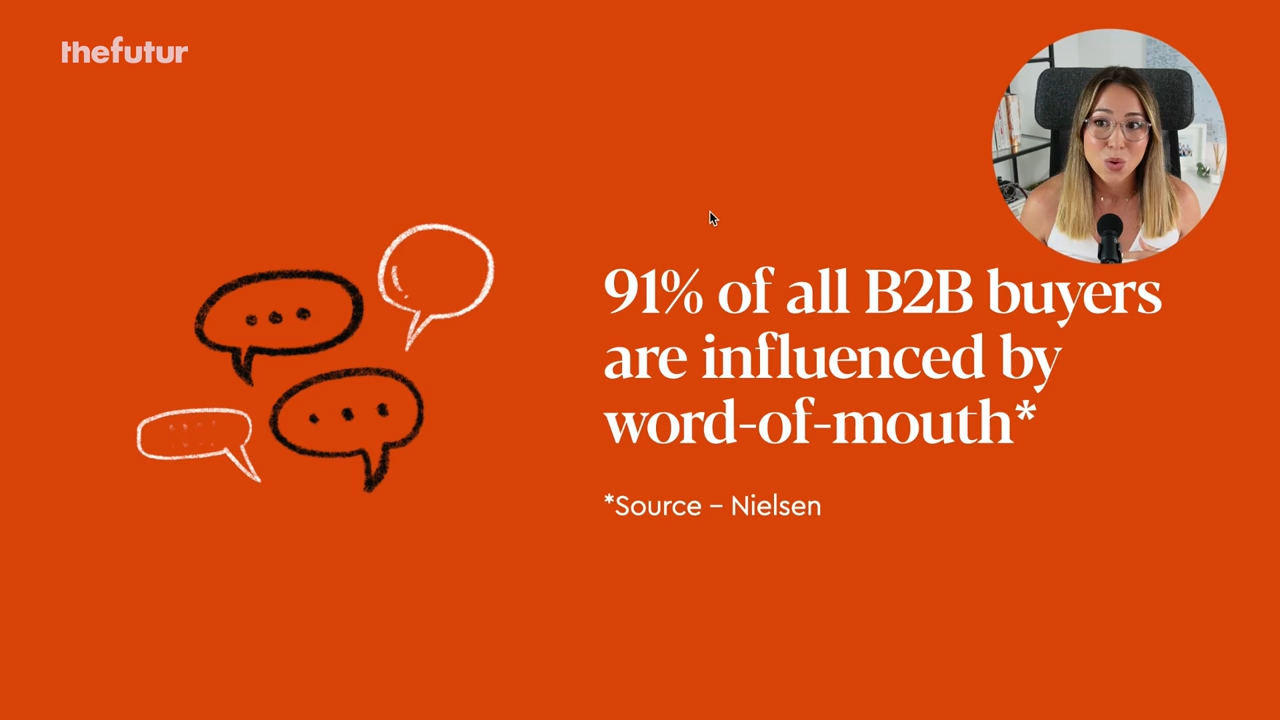 thefutur
91% of all B2B buyers
are influenced by
word-of-mouth*
*Source – Nielsen